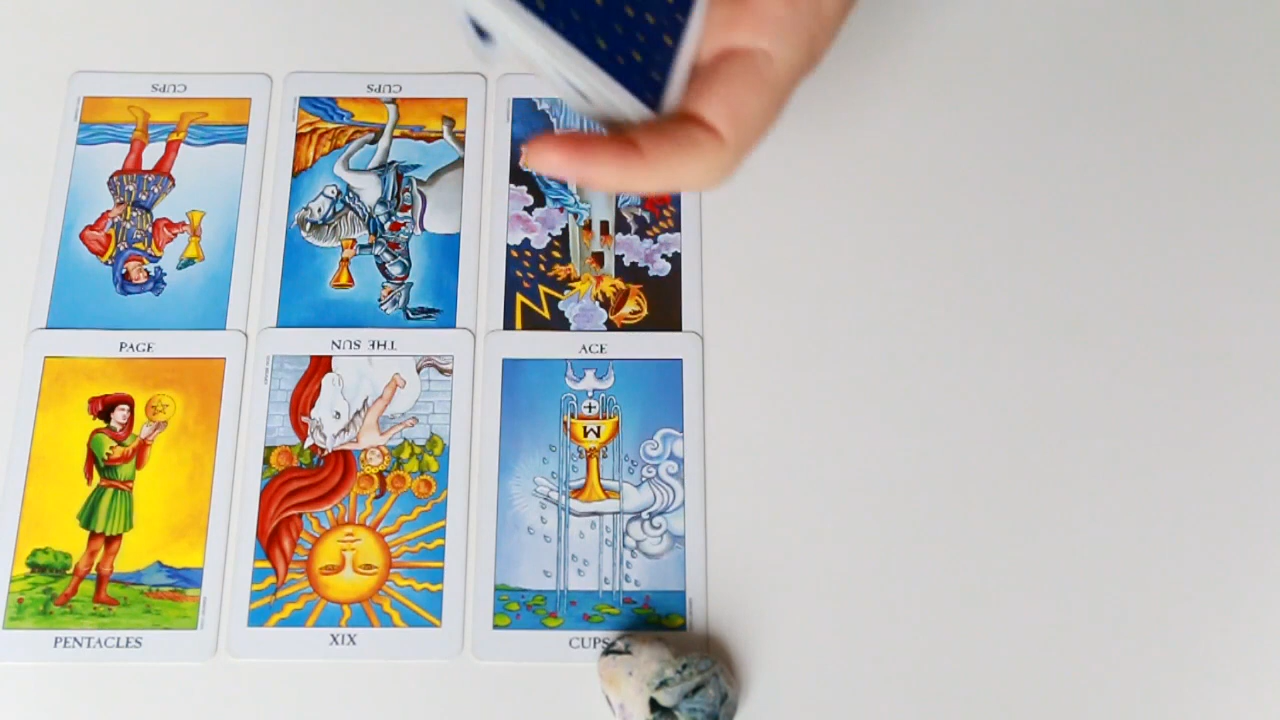 CUPS
CUPS
PAGE
THE SUN
ACE
M
PENTACLES
XIX
CUPS